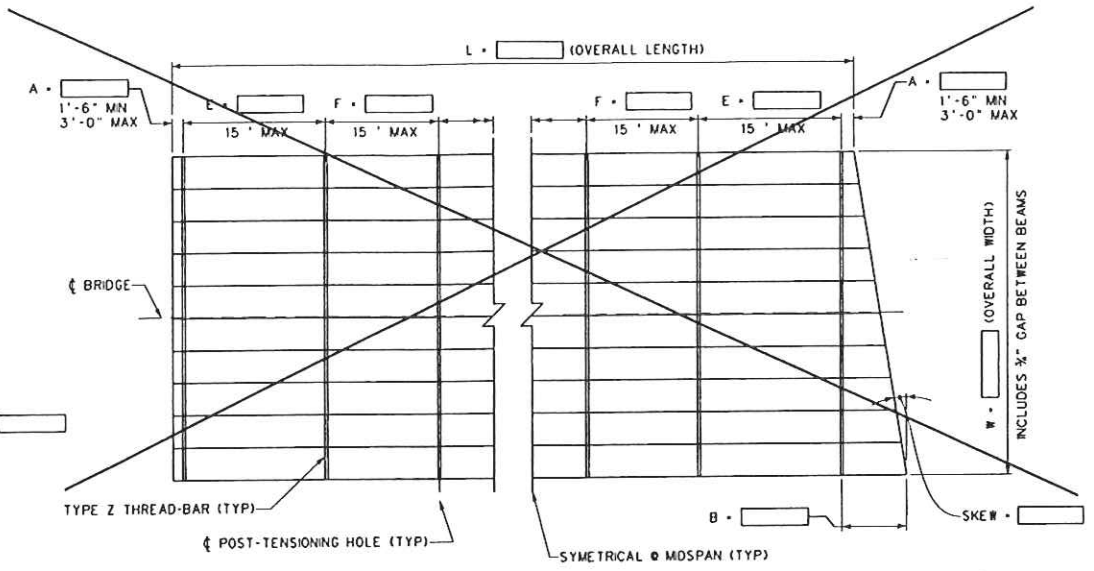 L = (OVERALL LENGTH)
A =
1'-6" MIN
3'-0" MAX
E =
15 ' MAX
F =
15 ' MAX
F =
15 ' MAX
E =
15 ' MAX
A =
1'-6" MIN
3'-0" MAX
℄ BRIDGE
W = (OVERALL WIDTH)
INCLUDES ¾" GAP BETWEEN BEAMS
TYPE Z THREAD-BAR (TYP)
℄ POST-TENSIONING HOLE (TYP)
SYMETRICAL @ MIDSPAN (TYP)
B =
SKEW =